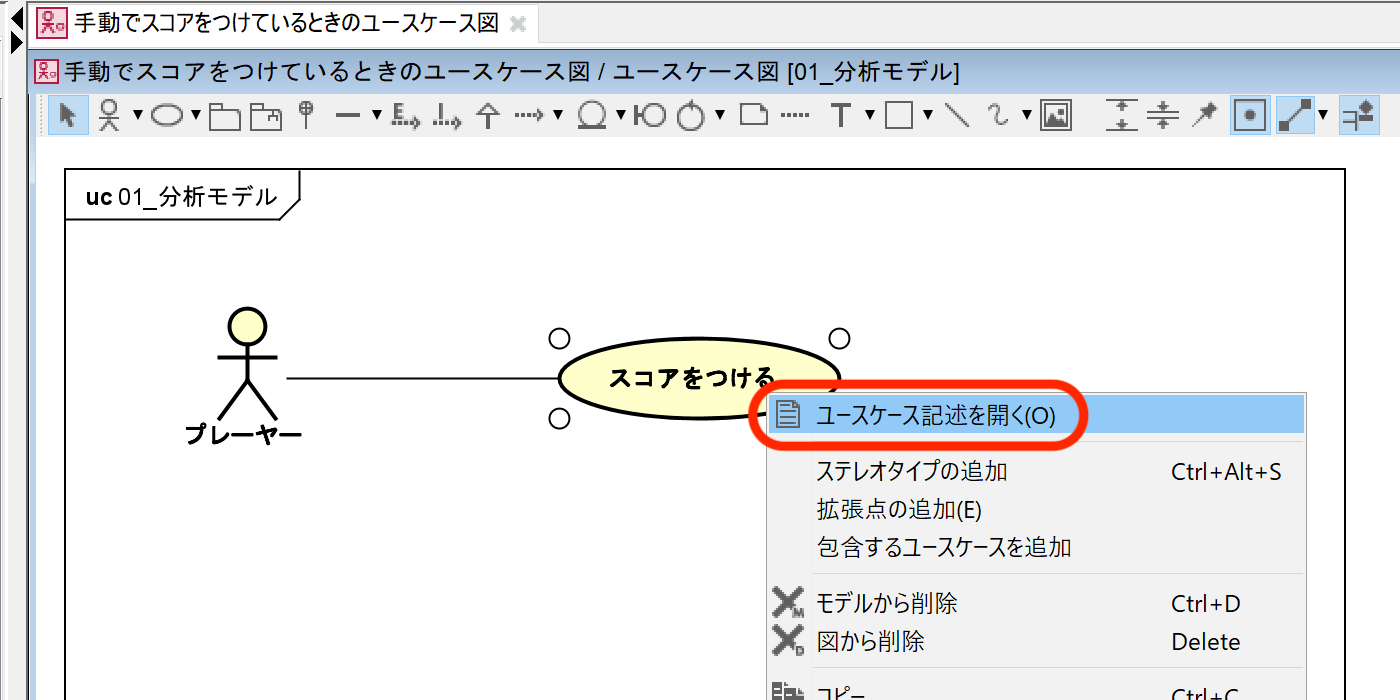 手動でスコアをつけているときのユースケース図
手動でスコアをつけているときのユースケース図 / ユースケース図 [01_分析モデル]
uc 01_分析モデル
スコアをつける
プレーヤー
ユースケース記述を開く(O)
ステレオタイプの追加 Ctrl+Alt+S
拡張点の追加(E)
包含するユースケースを追加
モデルから削除 Ctrl+D
図から削除 Delete
コピー Ctrl+C